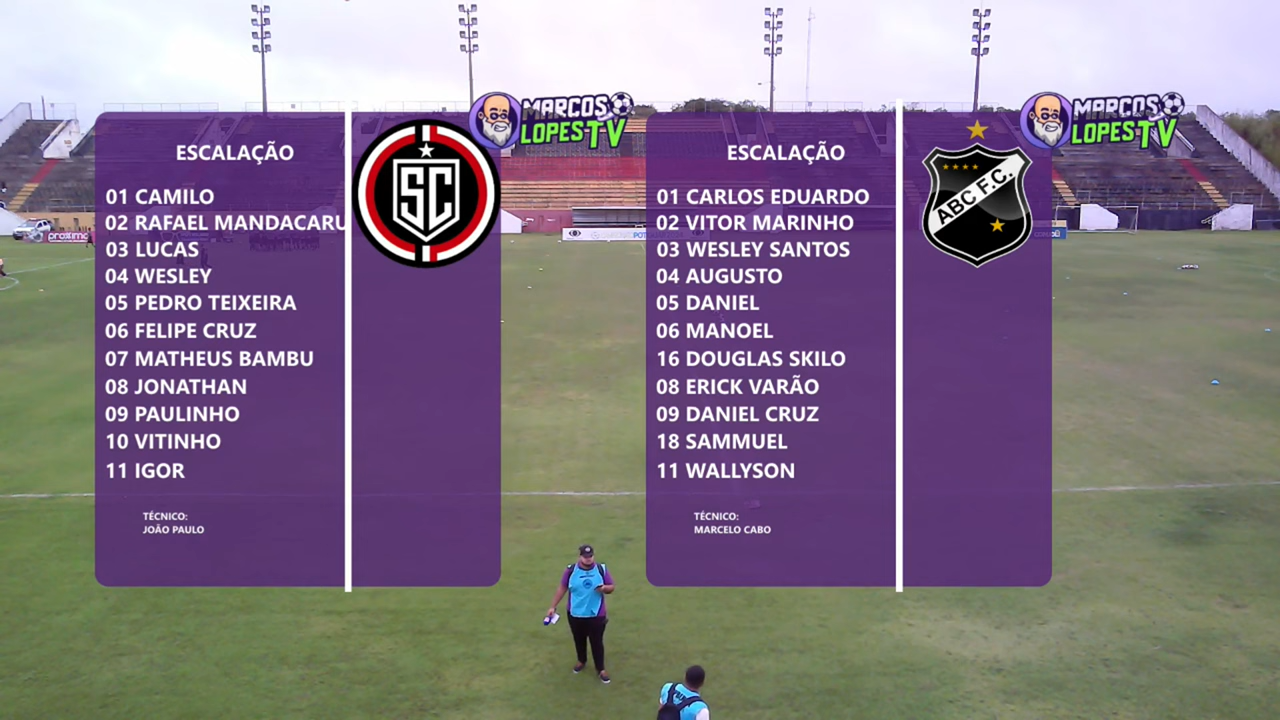 MARCOS
LOPES TV
ESCALAÇÃO
01 CAMILO
02 RAFAEL MANDACARU
03 LUCAS
04 WESLEY
05 PEDRO TEIXEIRA
06 FELIPE CRUZ
07 MATHEUS BAMBU
08 JONATHAN
09 PAULINHO
10 VITINHO
11 IGOR
TÉCNICO:
JOÃO PAULO
SC
MARCOS
LOPES TV
ESCALAÇÃO
01 CARLOS EDUARDO
02 VITOR MARINHO
03 WESLEY SANTOS
04 AUGUSTO
05 DANIEL
06 MANOEL
16 DOUGLAS SKILO
08 ERICK VARÃO
09 DANIEL CRUZ
18 SAMMUEL
11 WALLYSON
TÉCNICO:
MARCELO CABO
ABC F.C.
proxima